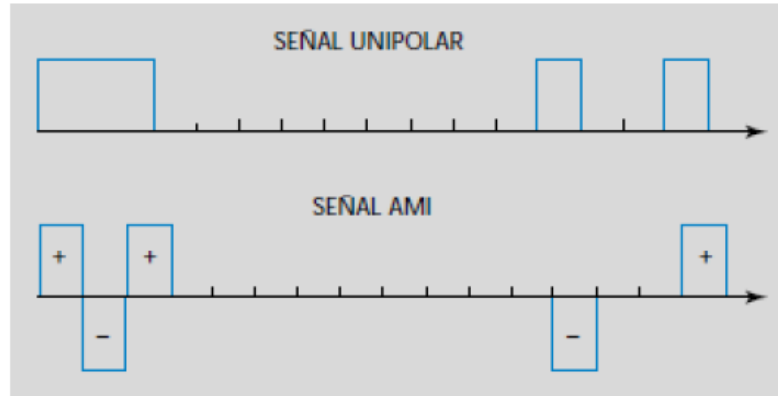 SEÑAL UNIPOLAR
SEÑAL AMI
+ + +
− −